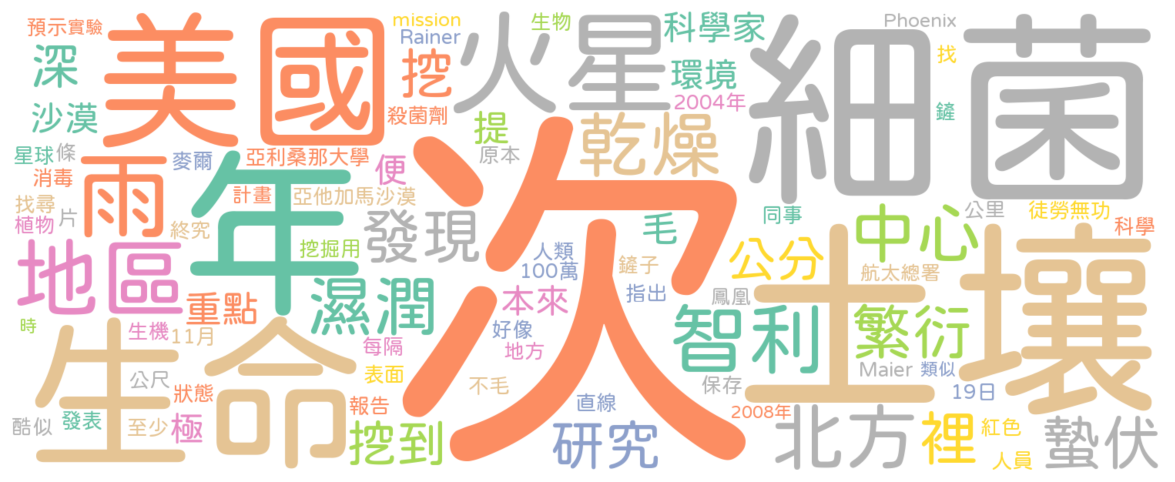 預示
實驗
美國
挖
mission
Rainer
生物
火星
科學家
Phoenix
細菌
找
深
沙漠
殺菌劑
提
環境
2004年
鏟
星球
條
麥爾
亞利桑那大學
便
原本
乾燥
消毒
雨
年
計畫
亞他加馬沙漠
次
找尋
植物
片
終究
挖掘用
發現
毛
同事
中心
公里
徒勞無功
科學
地區
重點
濕潤
人類
100萬
鏟子
公分
航太總署
土壤
本來
指出
鳳凰
智利
繁衍
時
生機
11月
每隔
好像
地方
生命
公尺
狀態
表面
不毛
保存
Maier
類似
19日
酷似
發表
至少
極
報告
挖到
直線
研究
2008年
北方
裡
紅色
人員
蟄伏